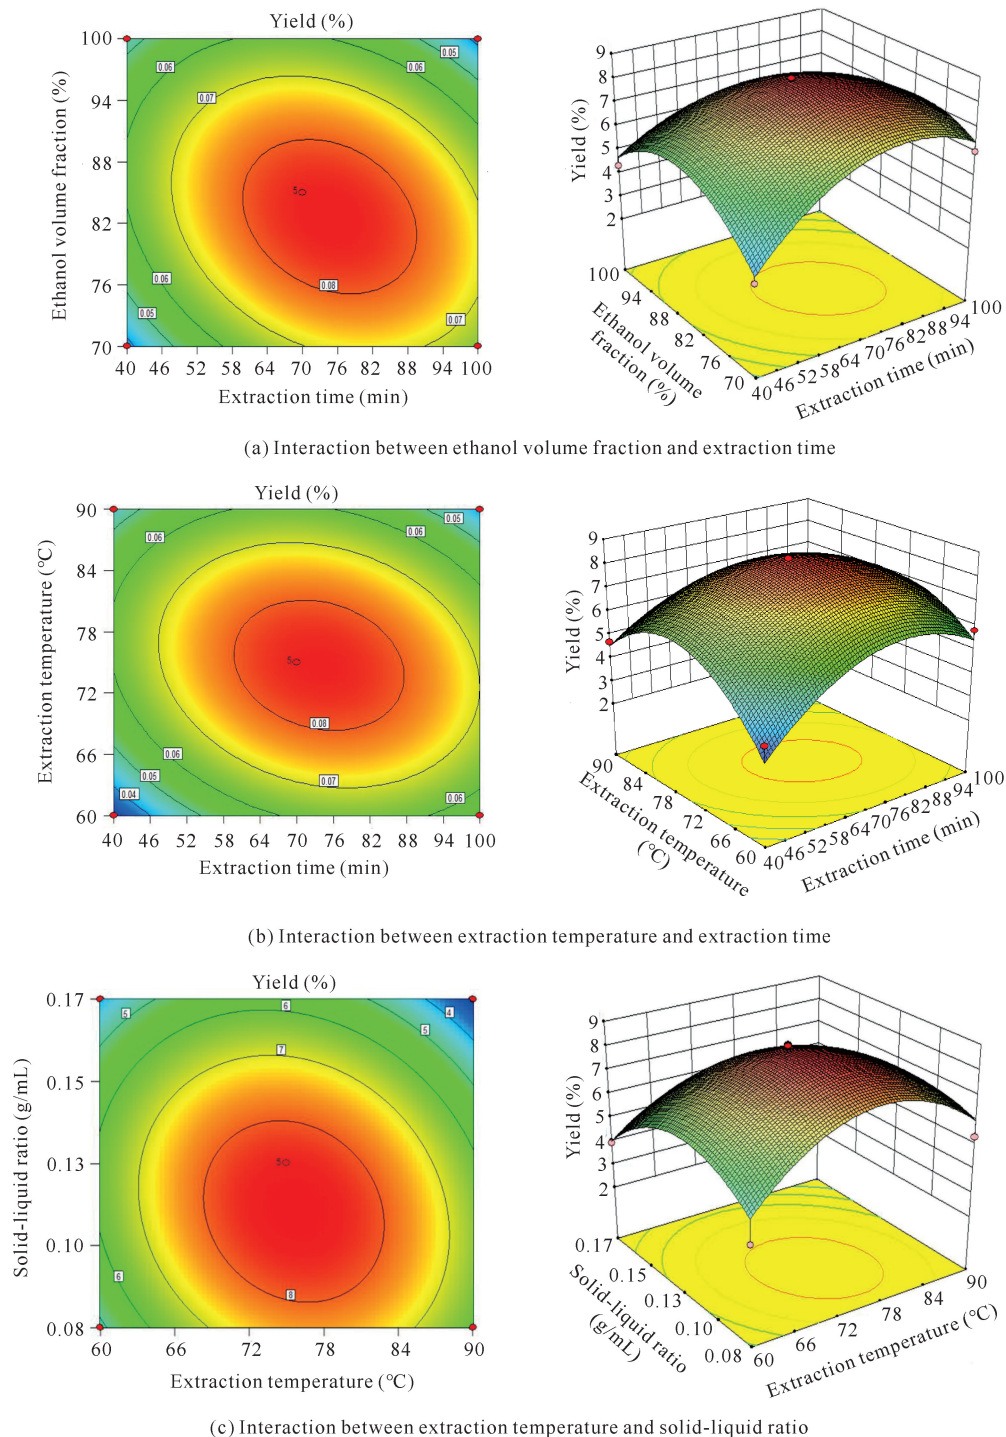 Yield (%)
100
94
88
82
76
70
Ethanol volume fraction (%)
0.06
0.07
0.06
0.05
5
0.06
0.05
0.08
0.07
40 46 52 58 64 70 76 82 88 94 100
Extraction time (min)
9
8
7
6
5
4
3
2
Yield (%)
100
94
88
82
76
70
Ethanol volume
fraction (%)
40 46 52 58 64 70 76 82 88 94 100
Extraction time (min)
(a) Interaction between ethanol volume fraction and extraction time
Yield (%)
90
84
78
72
66
60
Extraction temperature (℃)
0.06
0.06
0.05
5
0.06
0.05
0.04
0.08
0.07
0.06
40 46 52 58 64 70 76 82 88 94 100
Extraction time (min)
9
8
7
6
5
4
3
2
Yield (%)
90
84
78
72
66
60
Extraction temperature
(℃)
40 46 52 58 64 70 76 82 88 94 100
Extraction time (min)
(b) Interaction between extraction temperature and extraction time
Yield (%)
0.17
0.15
0.13
0.10
0.08
Solid-liquid ratio (g/mL)
5
6
4
5
7
5
6
8
60 66 72 78 84 90
Extraction temperature (℃)
9
8
7
6
5
4
3
2
Yield (%)
0.17
0.15
0.13
0.10
0.08
Solid-liquid ratio
(g/mL)
60 66 72 78 84 90
Extraction temperature (℃)
(c) Interaction between extraction temperature and solid-liquid ratio